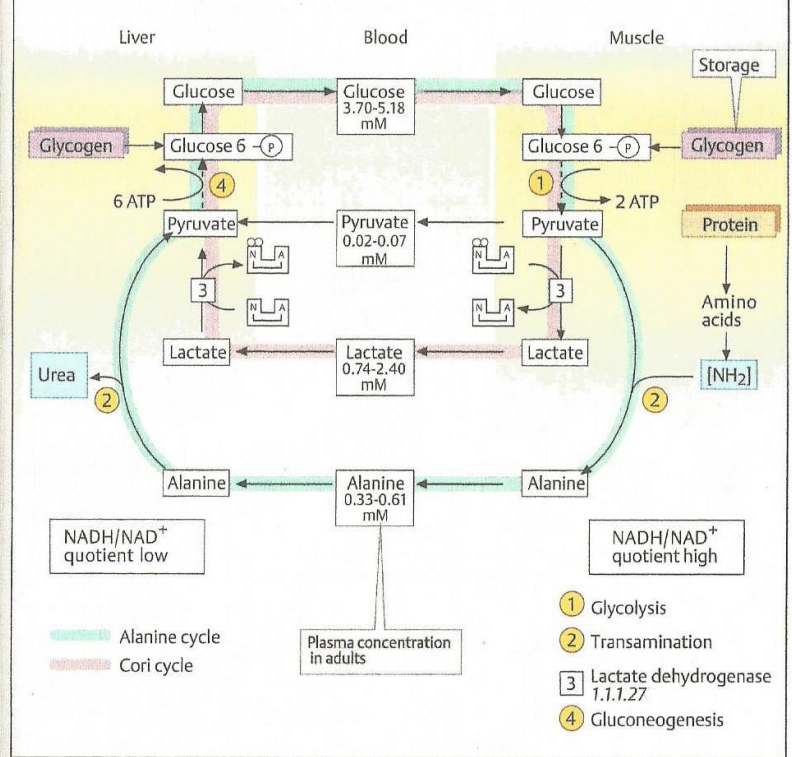 Liver
Blood
Muscle
Storage
Glucose
Glucose
3.70-5.18
mM
Glucose
Glycogen
Glucose 6 -P
Glucose 6 -P
Glycogen
6 ATP
4
1
2 ATP
Pyruvate
Pyruvate
0.02-0.07
mM
Pyruvate
Protein
N A
N A
3
3
N A
N A
Amino
acids
Lactate
Lactate
0.74-2.40
mM
Lactate
Urea
[NH2]
2
2
Alanine
Alanine
0.33-0.61
mM
Alanine
NADH/NAD+
quotient low
NADH/NAD+
quotient high
Alanine cycle
Cori cycle
Plasma concentration
in adults
1 Glycolysis
2 Transamination
3 Lactate dehydrogenase
1.1.1.27
4 Gluconeogenesis